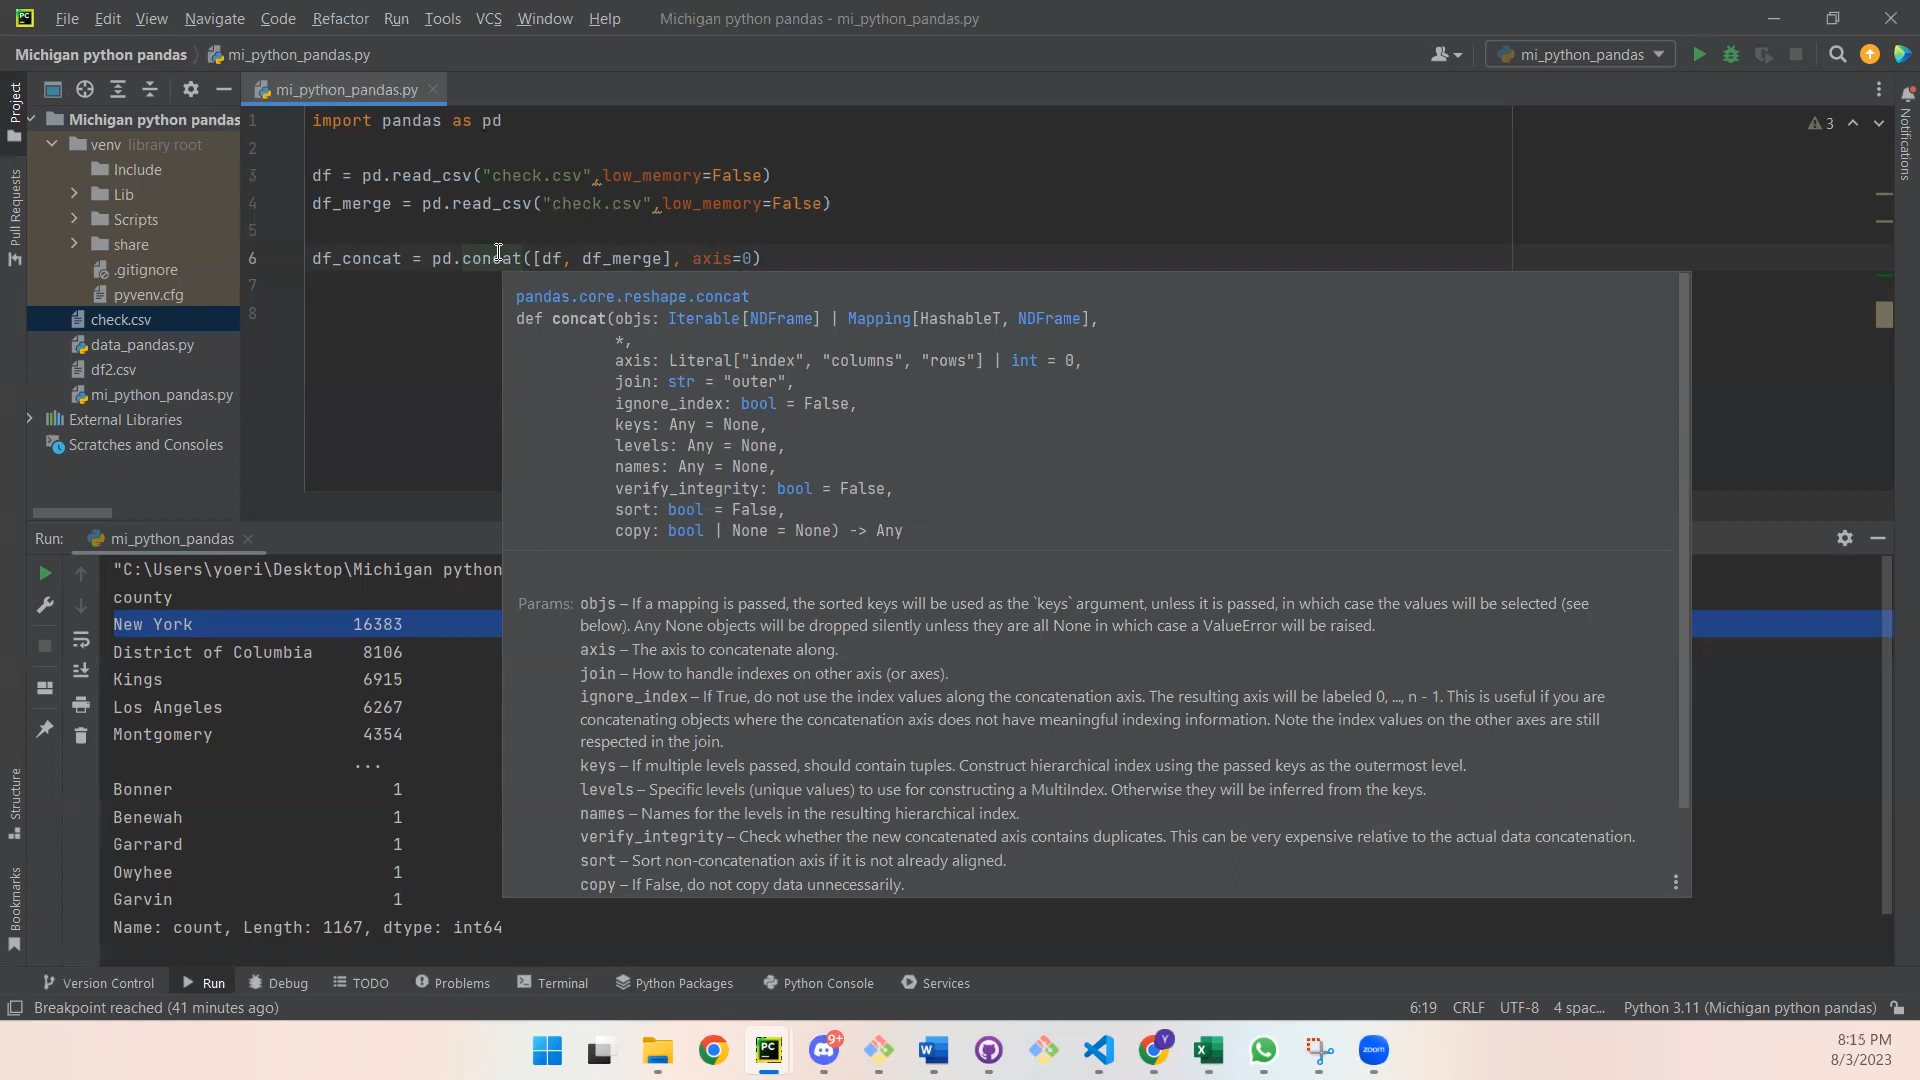 File Edit View Navigate Code Refactor Run Tools VCS Window Help Michigan python pandas - mi_python_pandas.py
Michigan python pandas mi_python_pandas.py mi_python_pandas
Project
Pull Requests
Structure
Bookmarks
Notifications
Michigan python pandas
venv library root
Include
Lib
Scripts
share
.gitignore
pyvenv.cfg
check.csv
data_pandas.py
df2.csv
mi_python_pandas.py
External Libraries
Scratches and Consoles
mi_python_pandas.py
3
1 import pandas as pd
2
3 df = pd.read_csv("check.csv",low_memory=False)
4 df_merge = pd.read_csv("check.csv",low_memory=False)
5
6 df_concat = pd.concat([df, df_merge], axis=0)
7
8
pandas.core.reshape.concat
def concat(objs: Iterable[NDFrame] | Mapping[HashableT, NDFrame],
*,
axis: Literal["index", "columns", "rows"] | int = 0,
join: str = "outer",
ignore_index: bool = False,
keys: Any = None,
levels: Any = None,
names: Any = None,
verify_integrity: bool = False,
sort: bool = False,
copy: bool | None = None) -> Any
Params: objs – If a mapping is passed, the sorted keys will be used as the `keys` argument, unless it is passed, in which case the values will be selected (see
below). Any None objects will be dropped silently unless they are all None in which case a ValueError will be raised.
axis – The axis to concatenate along.
join – How to handle indexes on other axis (or axes).
ignore_index – If True, do not use the index values along the concatenation axis. The resulting axis will be labeled 0, ..., n - 1. This is useful if you are
concatenating objects where the concatenation axis does not have meaningful indexing information. Note the index values on the other axes are still
respected in the join.
keys – If multiple levels passed, should contain tuples. Construct hierarchical index using the passed keys as the outermost level.
levels – Specific levels (unique values) to use for constructing a MultiIndex. Otherwise they will be inferred from the keys.
names – Names for the levels in the resulting hierarchical index.
verify_integrity – Check whether the new concatenated axis contains duplicates. This can be very expensive relative to the actual data concatenation.
sort – Sort non-concatenation axis if it is not already aligned.
copy – If False, do not copy data unnecessarily.
Run: mi_python_pandas
"C:\Users\yoeri\Desktop\Michigan python
county
New York 16383
District of Columbia 8106
Kings 6915
Los Angeles 6267
Montgomery 4354
...
Bonner 1
Benewah 1
Garrard 1
Owyhee 1
Garvin 1
Name: count, Length: 1167, dtype: int64
Version Control Run Debug TODO Problems Terminal Python Packages Python Console Services
Breakpoint reached (41 minutes ago) 6:19 CRLF UTF-8 4 spac... Python 3.11 (Michigan python pandas)
PC 9+ W Y X zoom
8:15 PM
8/3/2023